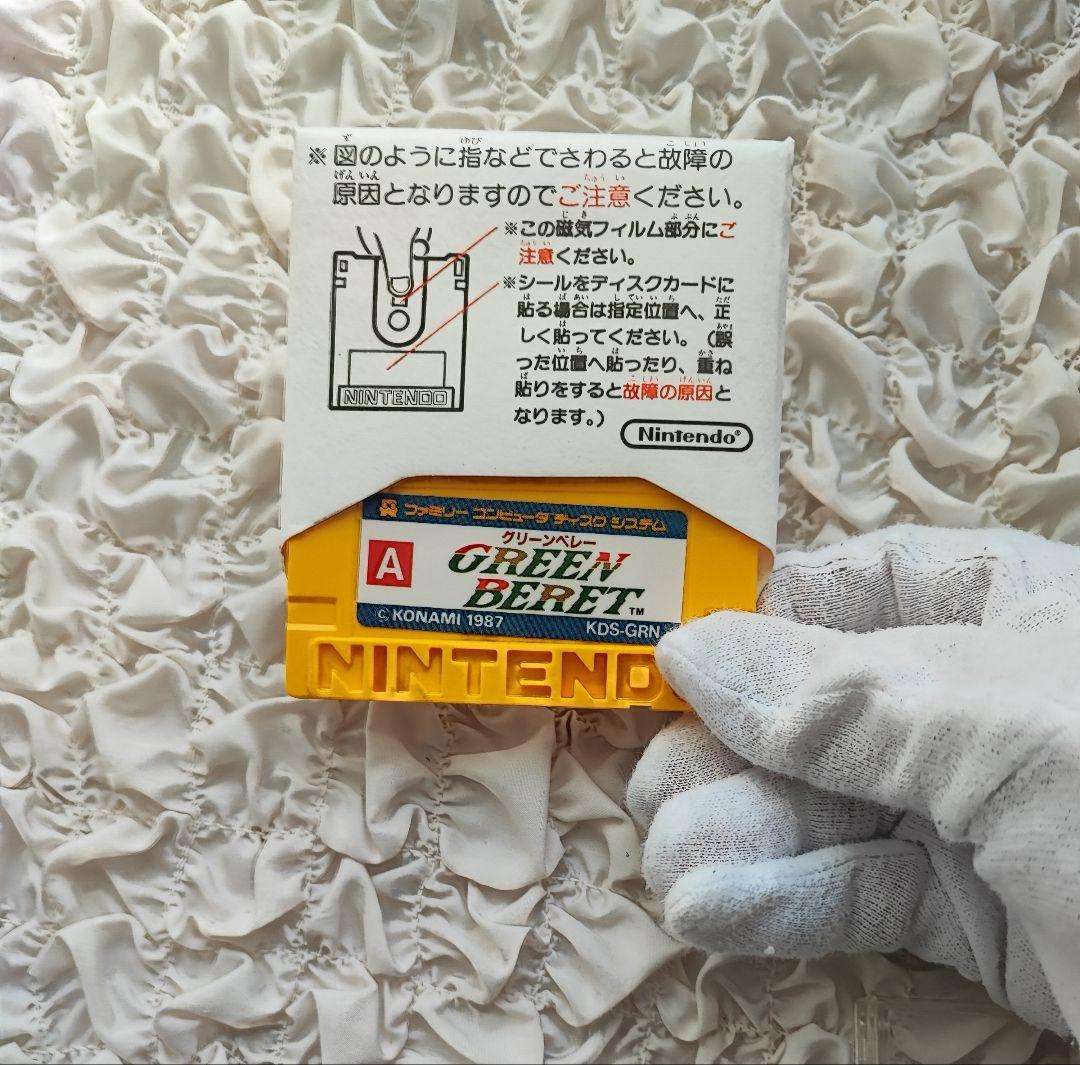 ※図のように指などでさわると故障の
原因となりますのでご注意ください。
※この磁気フィルム部分にご
注意ください。
※シールをディスクカードに
貼る場合は指定位置へ、正
しく貼ってください。(誤
った位置へ貼ったり、重ね
貼りをすると故障の原因と
なります。)
NINTENDO
Nintendo®
ファミリー コンピュータ ディスク システム
グリーンベレー
A
GREEN
BERET™
© KONAMI 1987
KDS-GRN
NINTENDO